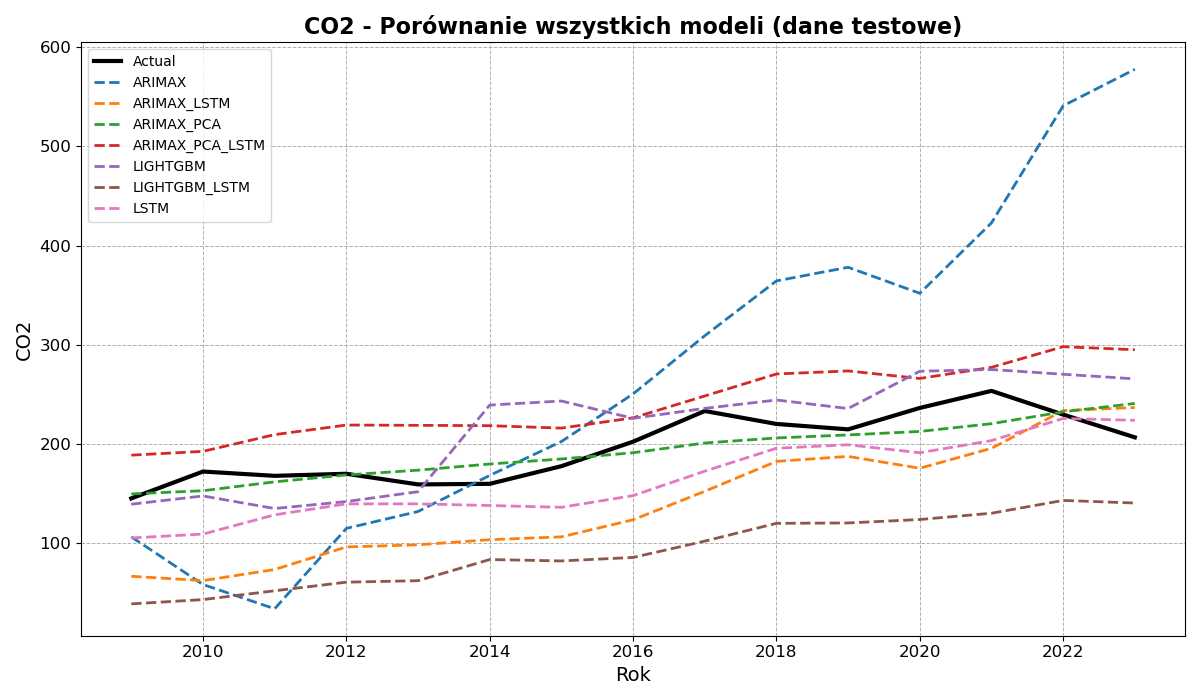 CO2 - Porównanie wszystkich modeli (dane testowe)
600
500
400
300
200
100
CO2
Actual
ARIMAX
ARIMAX_LSTM
ARIMAX_PCA
ARIMAX_PCA_LSTM
LIGHTGBM
LIGHTGBM_LSTM
LSTM
2010 2012 2014 2016 2018 2020 2022
Rok